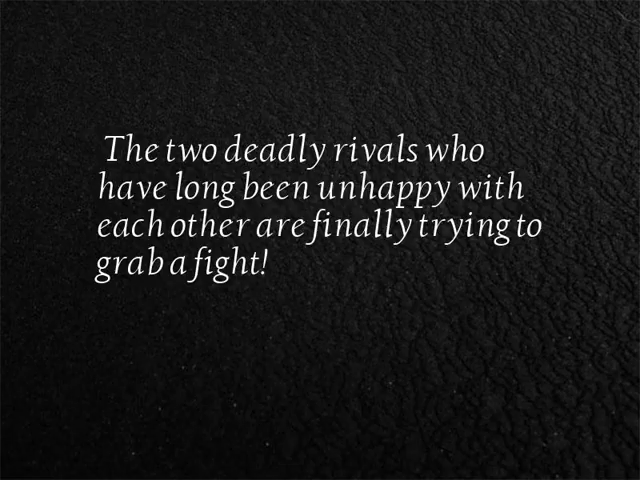 The two deadly rivals who
have long been unhappy with
each other are finally trying to
grab a fight!